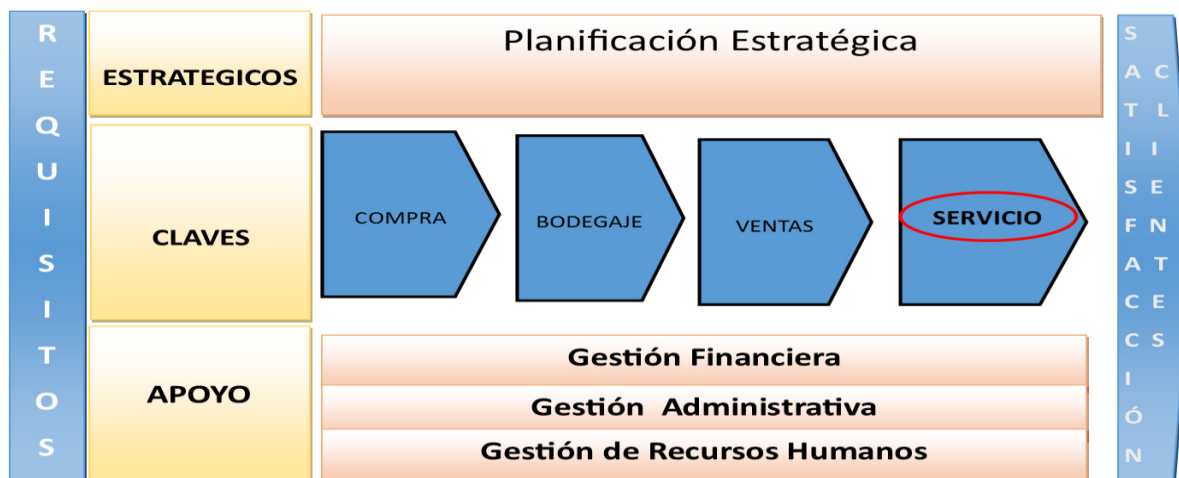 REQUISITOS
ESTRATEGICOS
Planificación Estratégica
CLAVES
COMPRA
BODEGAJE
VENTAS
SERVICIO
APOYO
Gestión Financiera
Gestión Administrativa
Gestión de Recursos Humanos
SATISFACCIÓN
CLIENTES